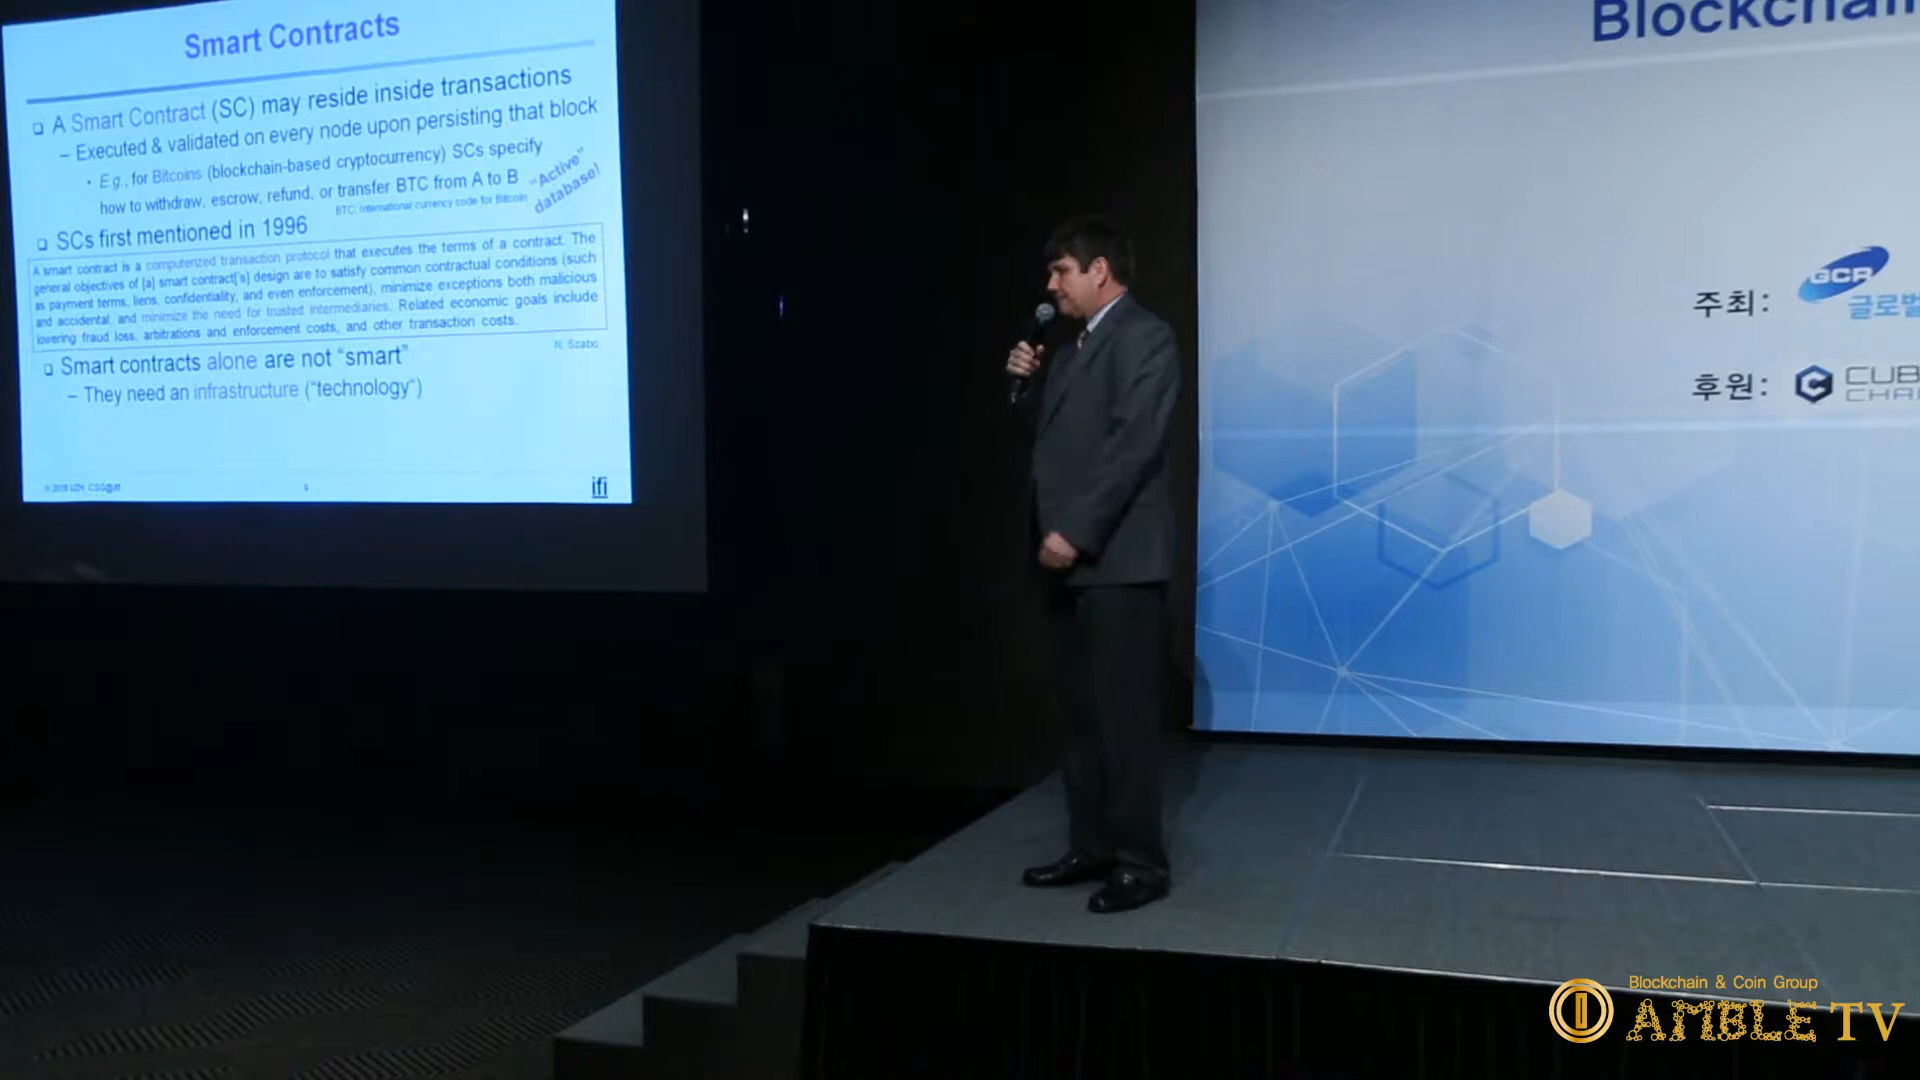 Smart Contracts
❑ A Smart Contract (SC) may reside inside transactions
– Executed & validated on every node upon persisting that block
• E.g., for Bitcoins (blockchain-based cryptocurrency) SCs specify
how to withdraw, escrow, refund, or transfer BTC from A to B
"Active"
database!
BTC: International currency code for Bitcoin
❑ SCs first mentioned in 1996
A smart contract is a computerized transaction protocol that executes the terms of a contract. The
general objectives of [a] smart contract['s] design are to satisfy common contractual conditions (such
as payment terms, liens, confidentiality, and even enforcement), minimize exceptions both malicious
and accidental, and minimize the need for trusted intermediaries. Related economic goals include
lowering fraud loss, arbitrations and enforcement costs, and other transaction costs.
N. Szabo
❑ Smart contracts alone are not "smart"
– They need an infrastructure ("technology")
ifi
Blockchain
주최:
GCR
글로벌
후원:
CUB
CHAI
Blockchain & Coin Group
AMBLE TV